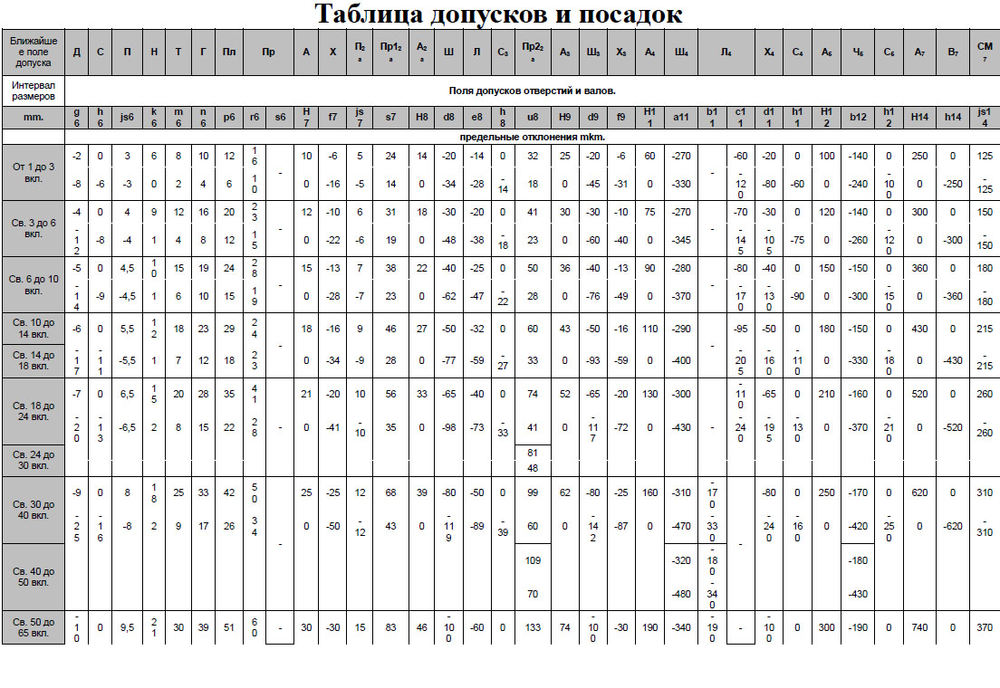 Таблица допусков и посадок
Ближайше е поле допуска Д С П Н Т Г Пл Пр А Х П2а Пр12а А2а Ш Л С3 Пр22а А3 Ш3 Х3 А4 Ш4 Л4 Х4 С4 А5 Ч5 С5 А7 В7 СМ7
Интервал размеров Поля допусков отверстий и валов.
mm. g6 h6 js6 k6 m6 n6 p6 r6 s6 H7 f7 js7 s7 H8 d8 e8 h8 u8 H9 d9 f9 H11 a11 b11 c11 d11 h11 H12 b12 h12 H14 h14 js14
предельные отклонения mkm.
От 1 до 3 вкл. -2 0 3 6 8 10 12 16 - 10 -6 5 24 14 -20 -14 0 32 25 -20 -6 60 -270 - -60 -20 0 100 -140 0 250 0 125
-8 -6 -3 0 2 4 6 10 0 -16 -5 14 0 -34 -28 -14 18 0 -45 -31 0 -330 -120 -80 -60 0 -240 -100 0 -250 -125
Св. 3 до 6 вкл. -4 0 4 9 12 16 20 23 - 12 -10 6 31 18 -30 -20 0 41 30 -30 -10 75 -270 - -70 -30 0 120 -140 0 300 0 150
-12 -8 -4 1 4 8 12 15 0 -22 -6 19 0 -48 -38 -18 23 0 -60 -40 0 -345 -145 -105 -75 0 -260 -120 0 -300 -150
Св. 6 до 10 вкл. -5 0 4,5 10 15 19 24 28 - 15 -13 7 38 22 -40 -25 0 50 36 -40 -13 90 -280 - -80 -40 0 150 -150 0 360 0 180
-14 -9 -4,5 1 6 10 15 19 0 -28 -7 23 0 -62 -47 -22 28 0 -76 -49 0 -370 -170 -130 -90 0 -300 -150 0 -360 -180
Св. 10 до 14 вкл. -6 0 5,5 12 18 23 29 24 - 18 -16 9 46 27 -50 -32 0 60 43 -50 -16 110 -290 - -95 -50 0 180 -150 0 430 0 215
Св. 14 до 18 вкл. -17 -11 -5,5 1 7 12 18 23 0 -34 -9 28 0 -77 -59 -27 33 0 -93 -59 0 -400 -205 -160 -110 0 -330 -180 0 -430 -215
Св. 18 до 24 вкл. -7 0 6,5 15 20 28 35 41 21 -20 10 56 33 -65 -40 0 74 52 -65 -20 130 -300 -110 -65 0 210 -160 0 520 0 260
-20 -13 -6,5 2 8 15 22 28 - 0 -41 -10 35 0 -98 -73 -33 41 0 -117 -72 0 -430 - -240 -195 -130 0 -370 -210 0 -520 -260
Св. 24 до 30 вкл. 81
48
Св. 30 до 40 вкл. -9 0 8 18 25 33 42 50 25 -25 12 68 39 -80 -50 0 99 62 -80 -25 160 -310 -170 -80 0 250 -170 0 620 0 310
-25 -16 -8 2 9 17 26 34 - 0 -50 -12 43 0 -119 -89 -39 60 0 -142 -87 0 -470 -330 - -240 -160 0 -420 -250 0 -620 -310
Св. 40 до 50 вкл. 109 -320 -180 -180
70 -480 -340 -430
Св. 50 до 65 вкл. -10 0 9,5 21 30 39 51 60 - 30 -30 15 83 46 -100 -60 0 133 74 -100 -30 190 -340 -190 - -100 0 300 -190 0 740 0 370